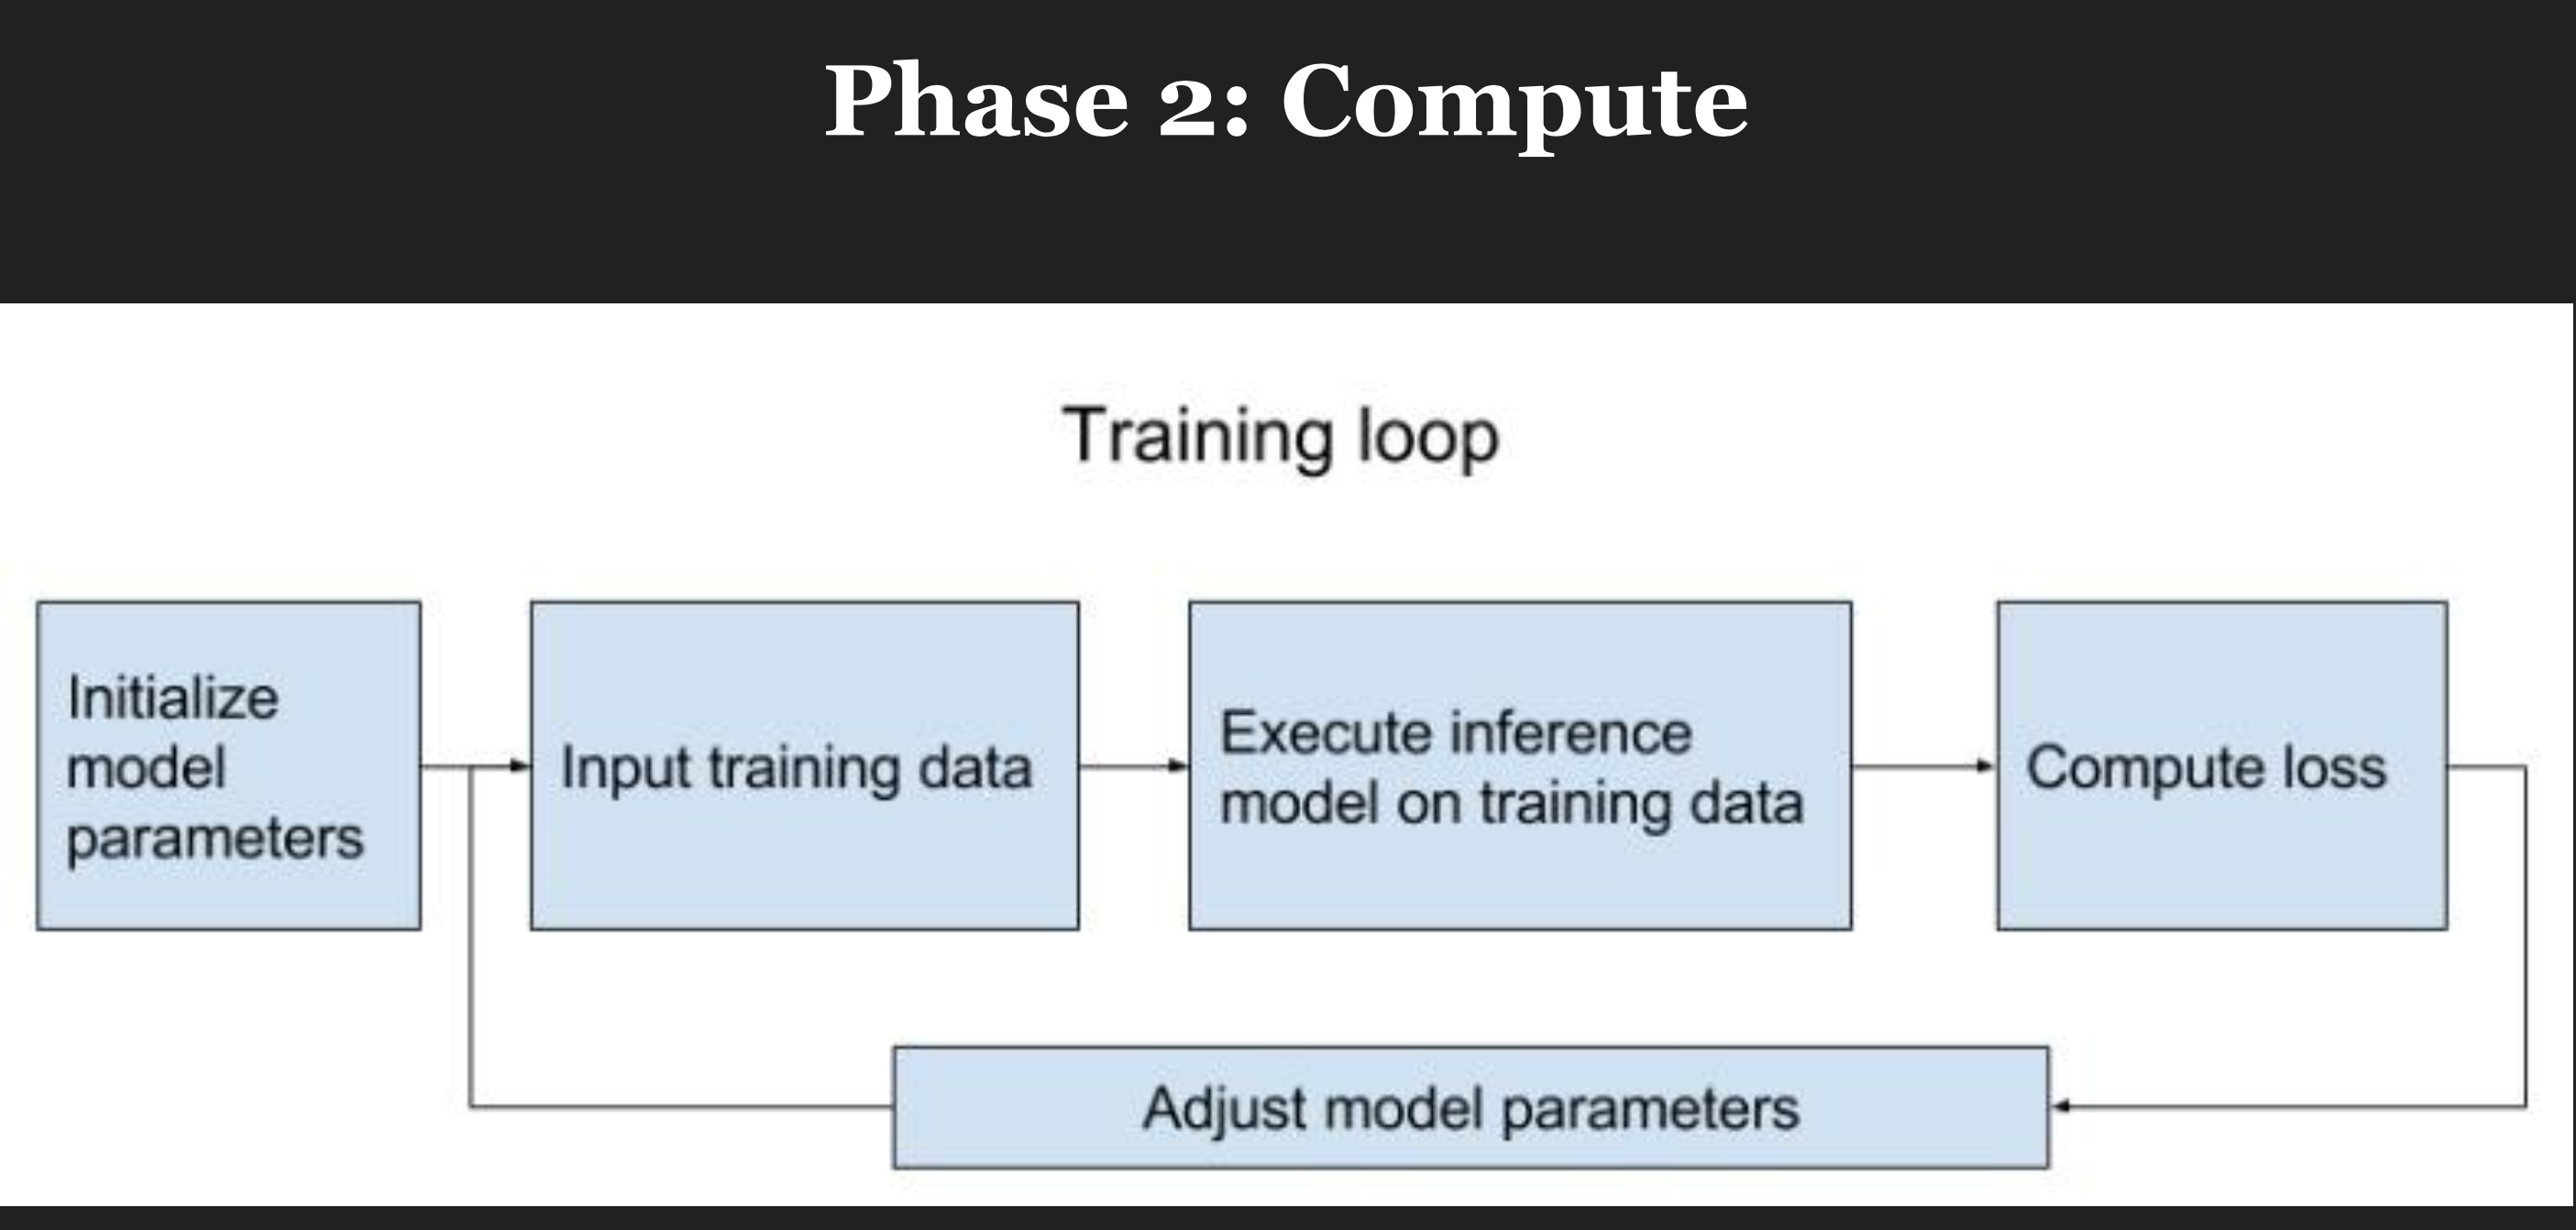 Phase 2: Compute
Training loop
Initialize
model
parameters
Input training data
Execute inference
model on training data
Compute loss
Adjust model parameters